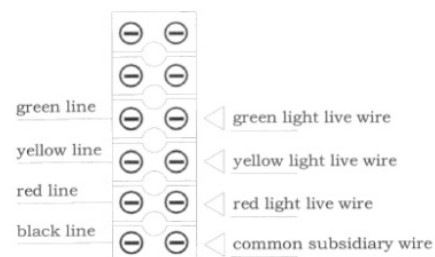 green line
green light live wire
yellow line
yellow light live wire
red line
red light live wire
black line
common subsidiary wire